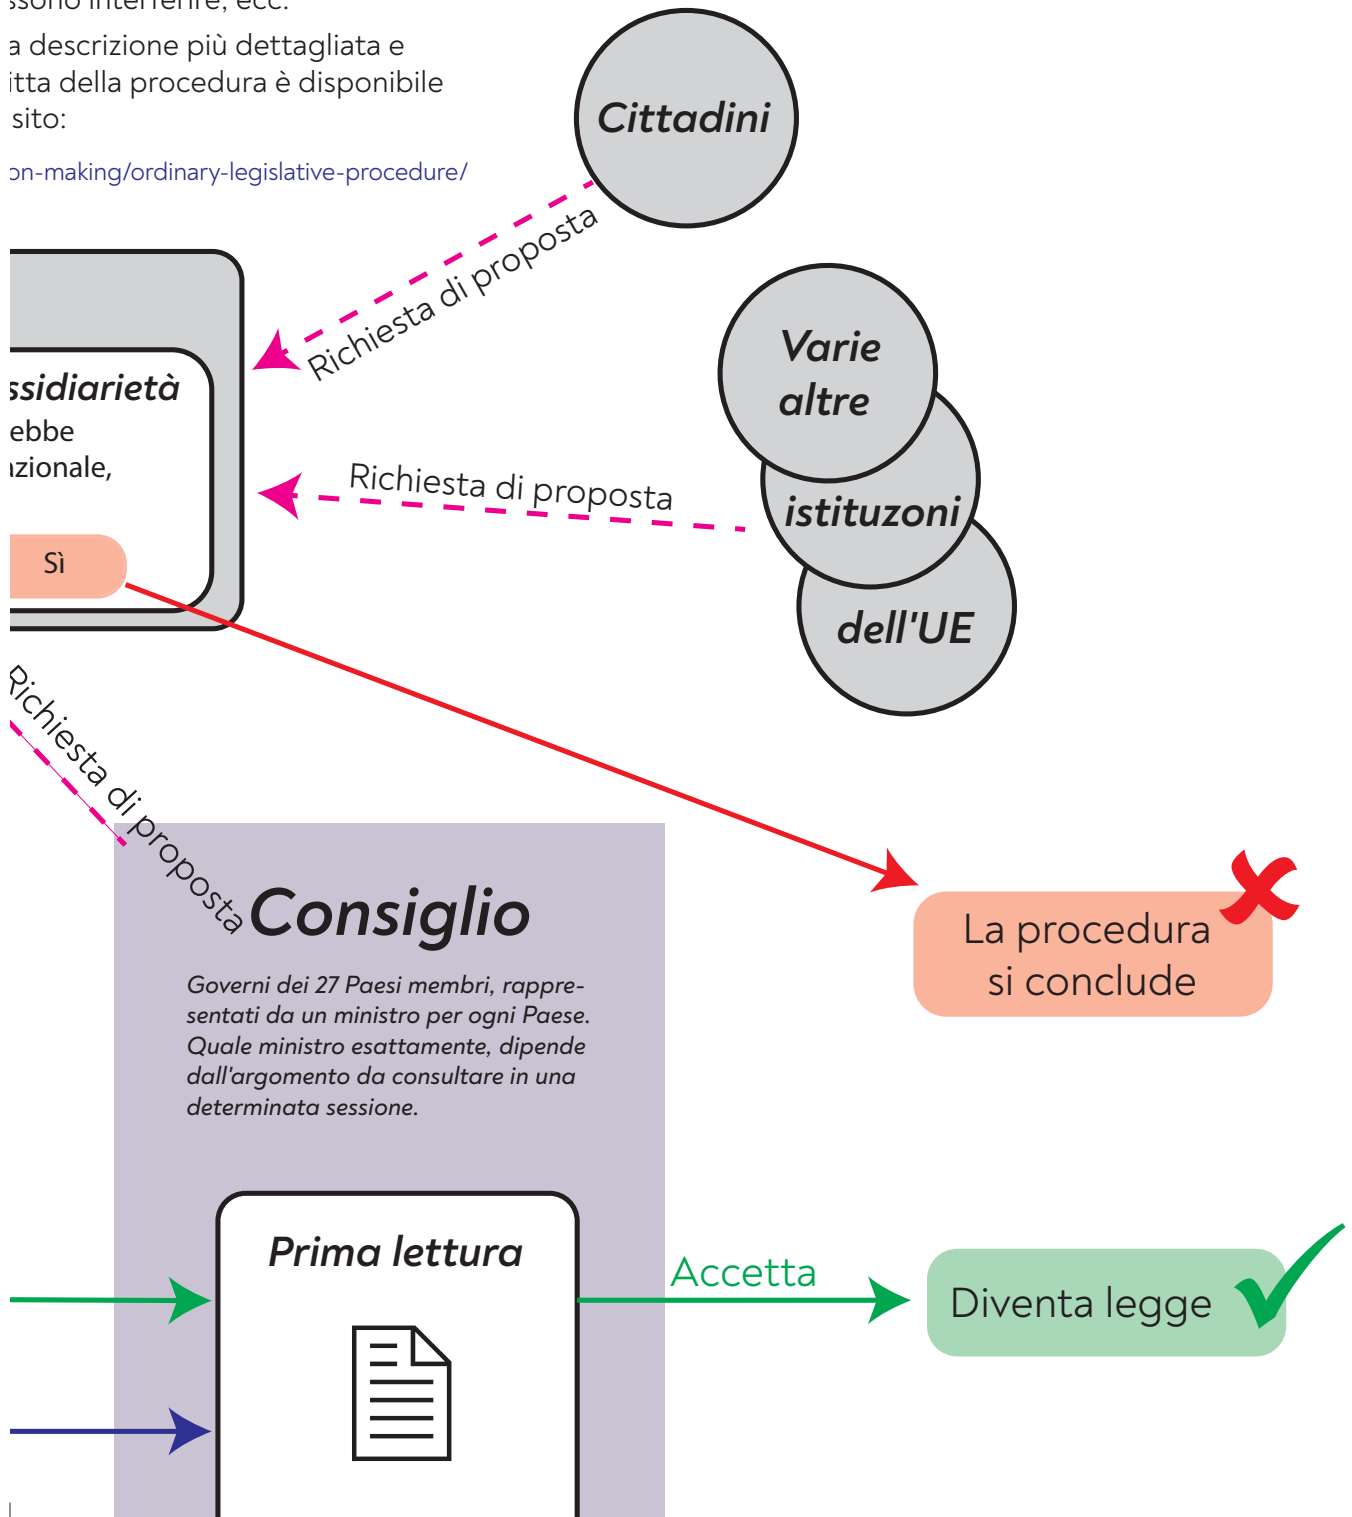 ssono interferire, ecc.
a descrizione più dettagliata e
itta della procedura è disponibile
sito:
on-making/ordinary-legislative-procedure/
Cittadini
Richiesta di proposta
Varie
altre
istituzoni
dell'UE
Richiesta di proposta
ssidiarietà
ebbe
azionale,
Sì
Richiesta di proposta
Consiglio
Governi dei 27 Paesi membri, rappre-
sentati da un ministro per ogni Paese.
Quale ministro esattamente, dipende
dall'argomento da consultare in una
determinata sessione.
La procedura
si conclude
Prima lettura
Accetta
Diventa legge